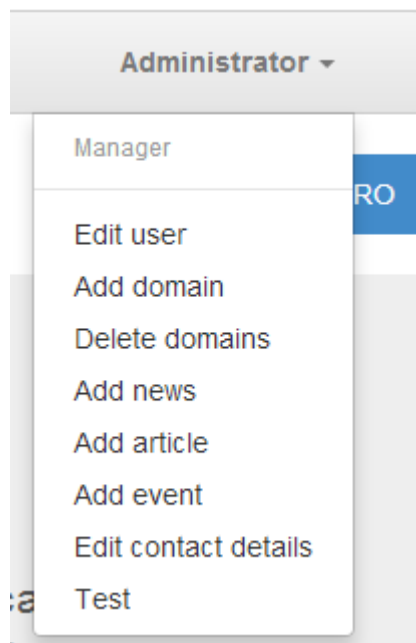 Administrator
Manager
RO
Edit user
Add domain
Delete domains
Add news
Add article
Add event
Edit contact details
Test